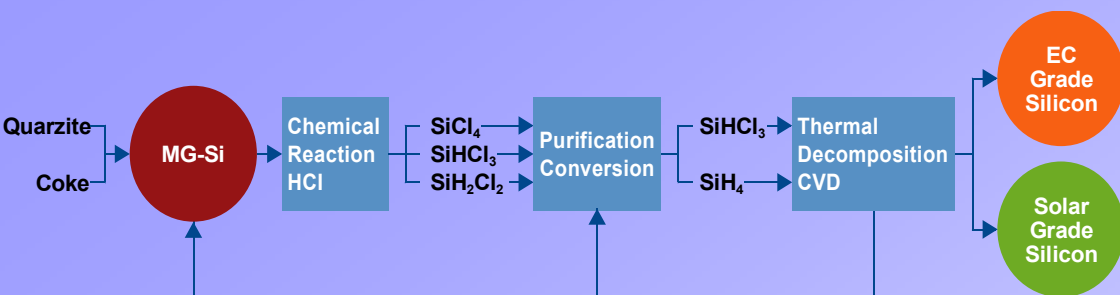 Quarzite
Coke
MG-Si
Chemical
Reaction
HCl
SiCl₄
SiHCl₃
SiH₂Cl₂
Purification
Conversion
SiHCl₃
SiH₄
Thermal
Decomposition
CVD
EC
Grade
Silicon
Solar
Grade
Silicon